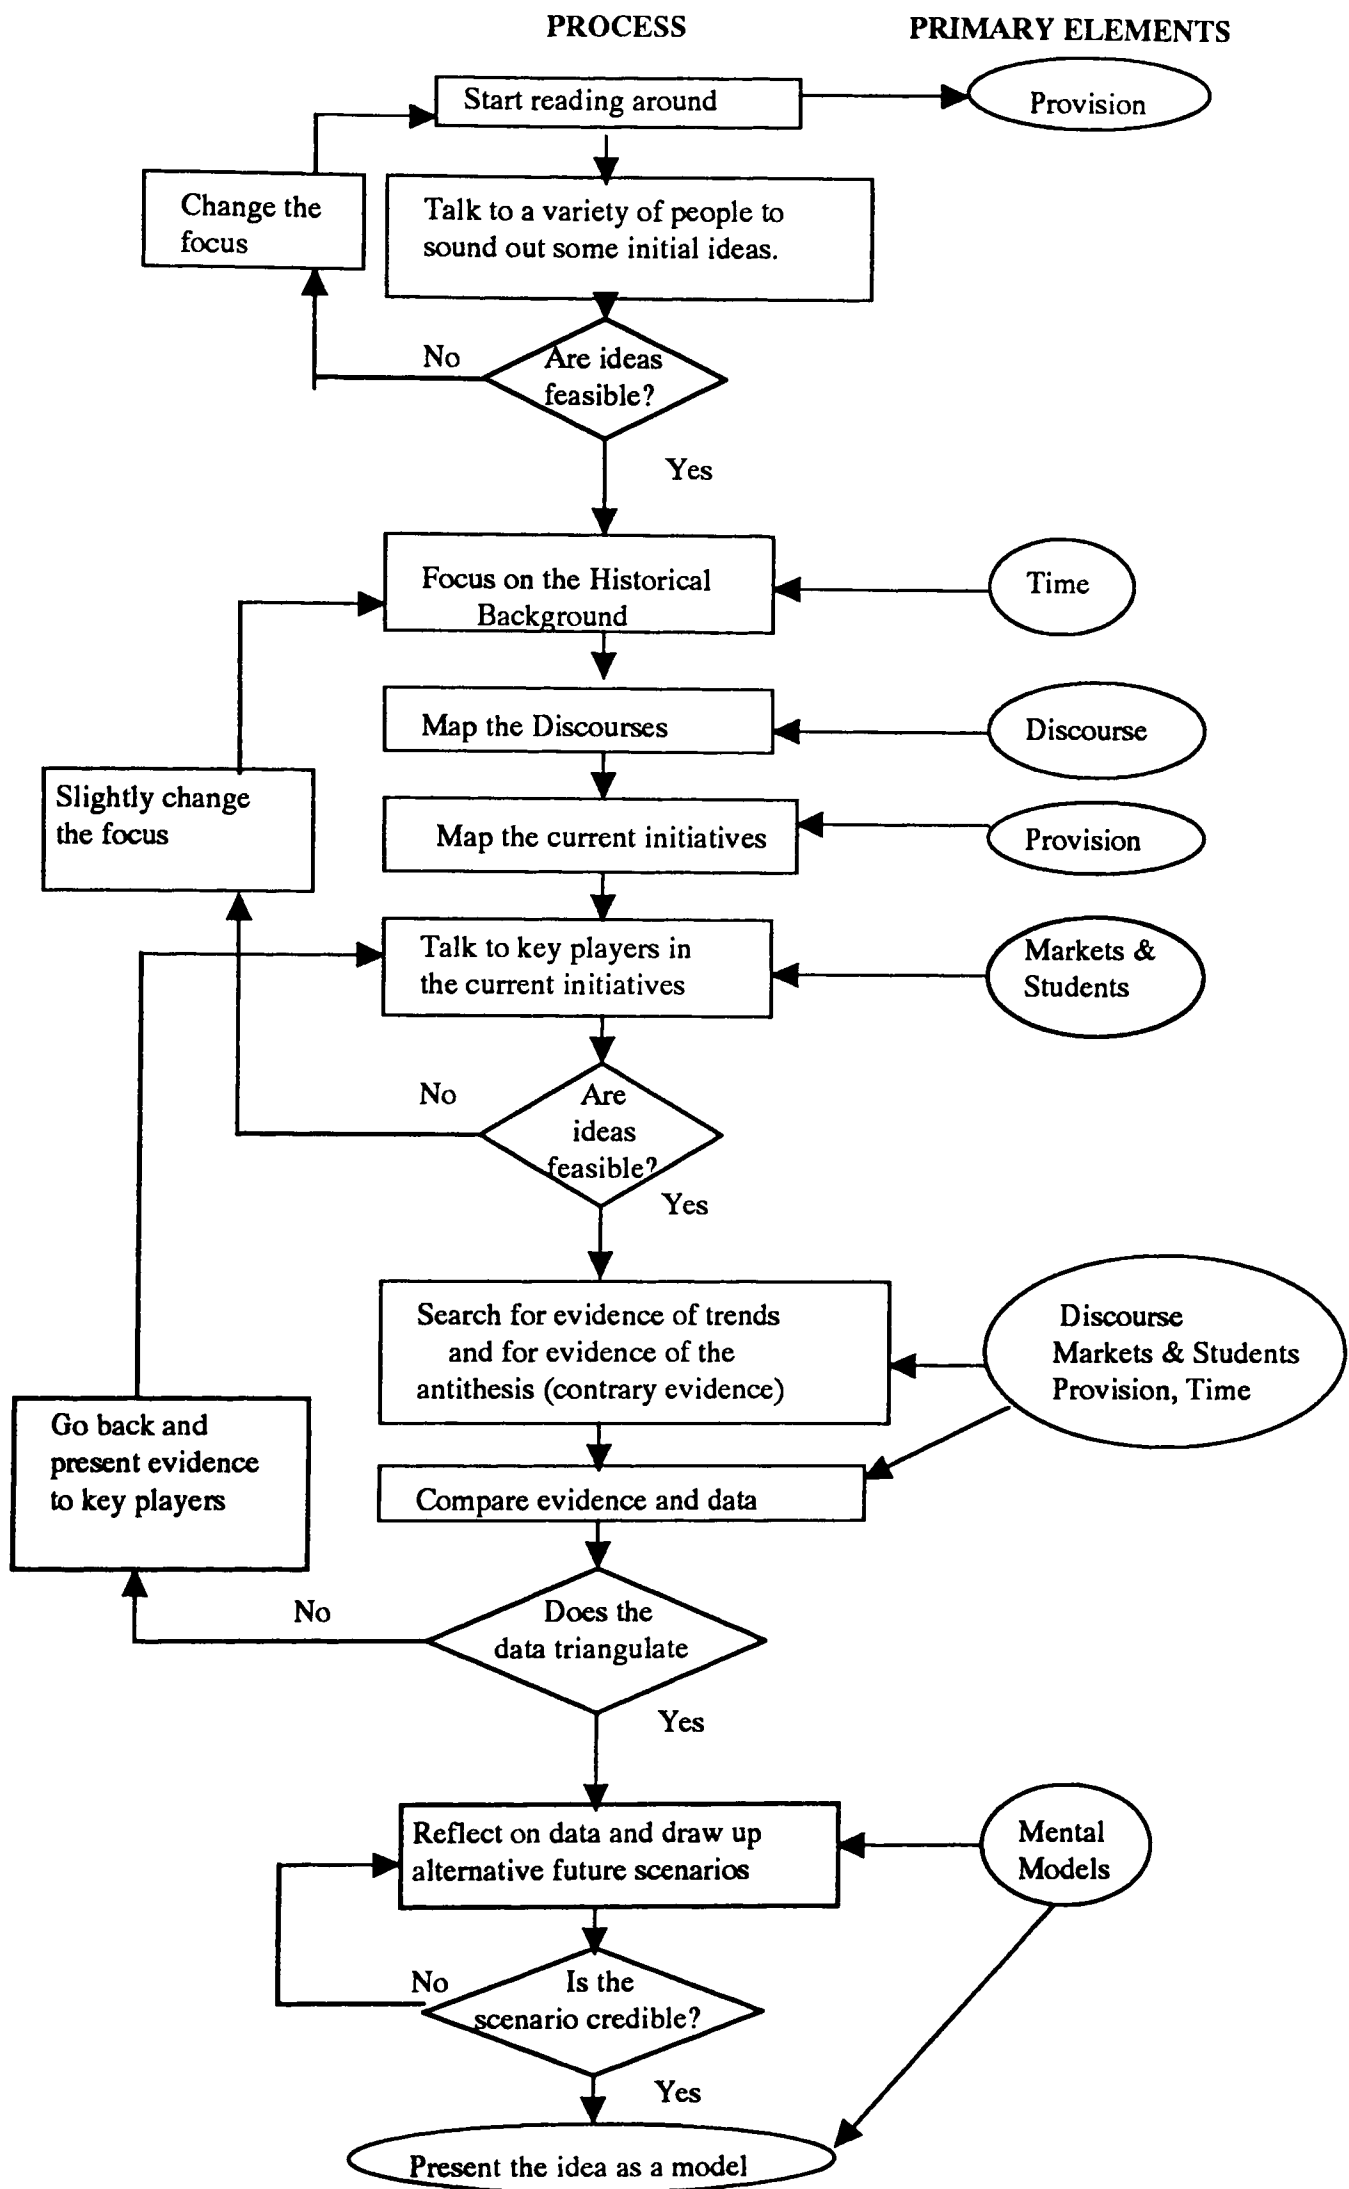 PROCESS
PRIMARY ELEMENTS
Start reading around
Provision
Change the
focus
Talk to a variety of people to
sound out some initial ideas.
No
Are ideas
feasible?
Yes
Focus on the Historical
Background
Time
Map the Discourses
Discourse
Slightly change
the focus
Map the current initiatives
Provision
Talk to key players in
the current initiatives
Markets &
Students
No
Are
ideas
feasible?
Yes
Search for evidence of trends
and for evidence of the
antithesis (contrary evidence)
Discourse
Markets & Students
Provision, Time
Go back and
present evidence
to key players
Compare evidence and data
No
Does the
data triangulate
Yes
Reflect on data and draw up
alternative future scenarios
Mental
Models
No
Is the
scenario credible?
Yes
Present the idea as a model